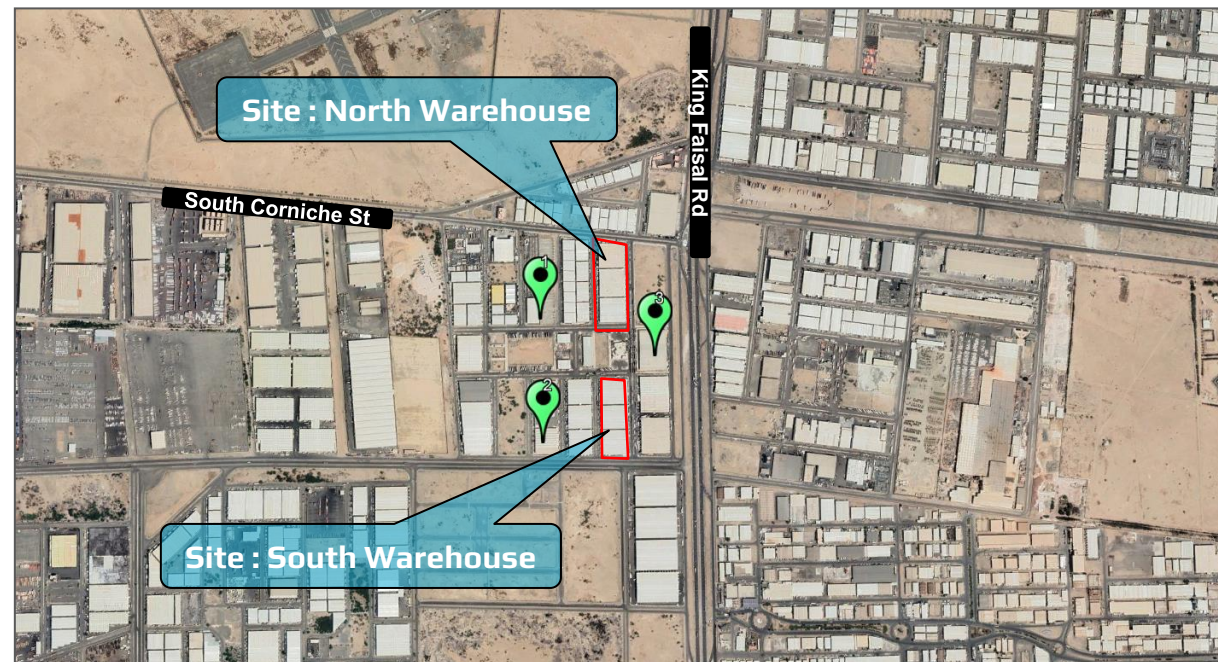 Site : North Warehouse
King Faisal Rd
South Corniche St
1
3
2
Site : South Warehouse